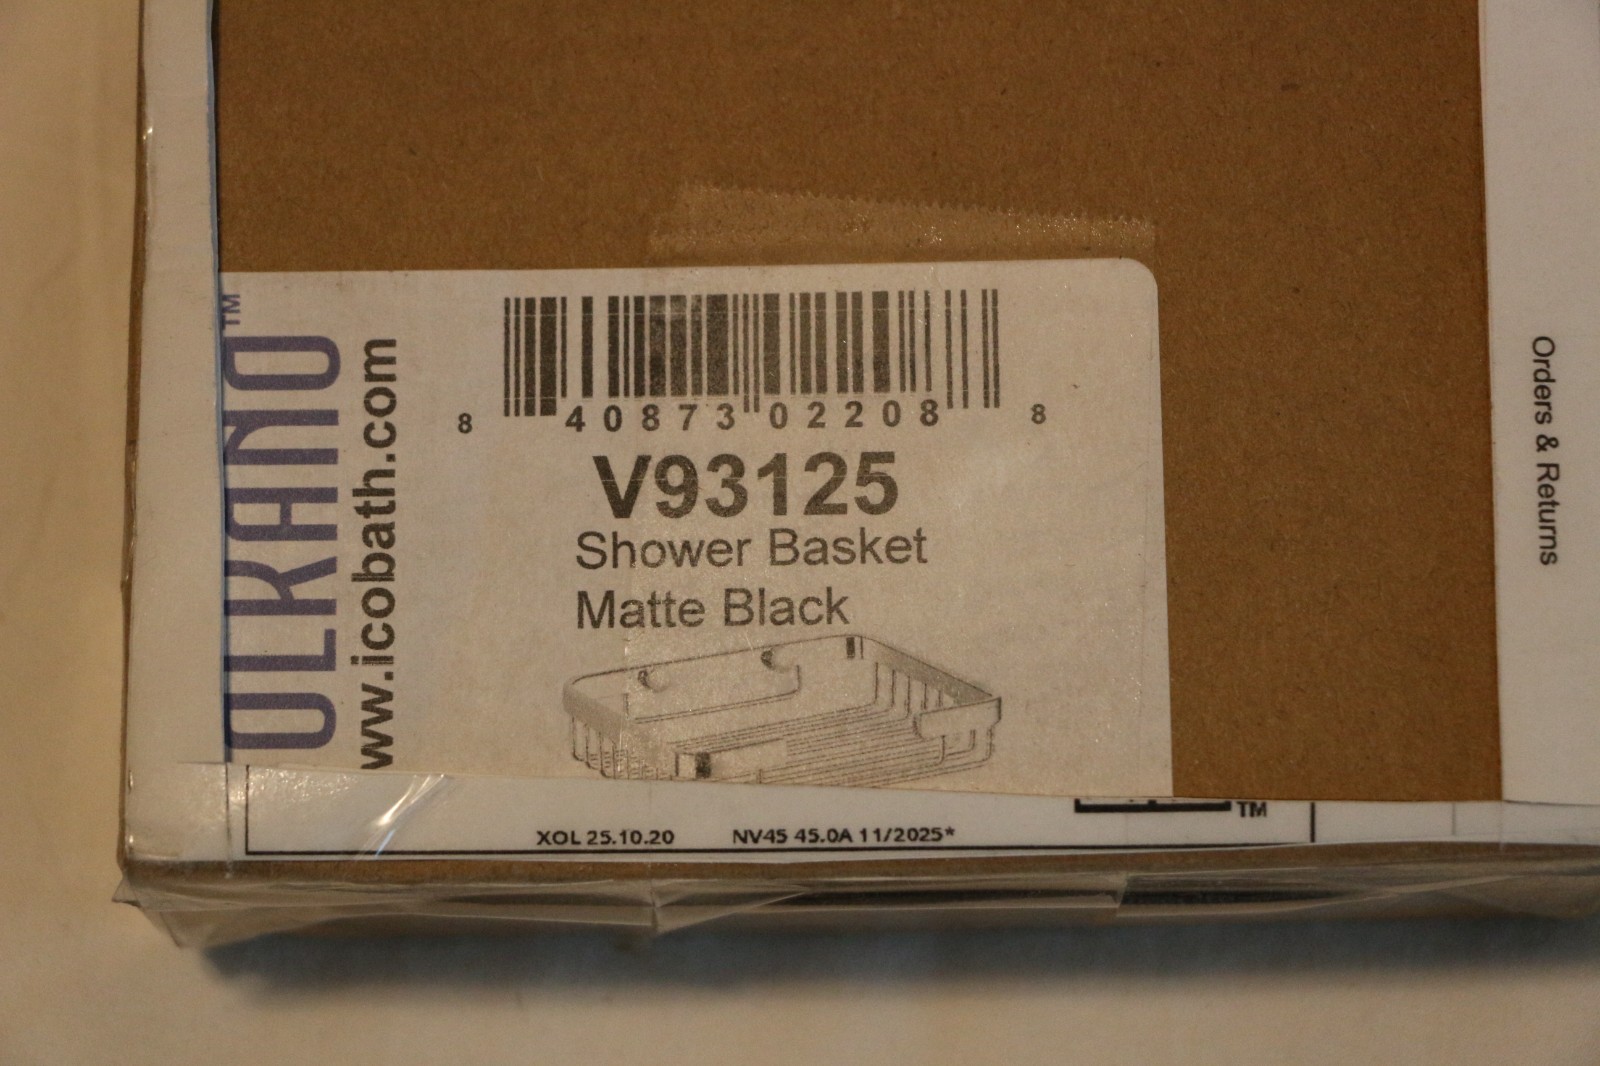 VOLKANO™
www.icobath.com
8 40873 02208 8
V93125
Shower Basket
Matte Black
TM
XOL 25.10.20 NV45 45.0A 11/2025*
Orders & Returns